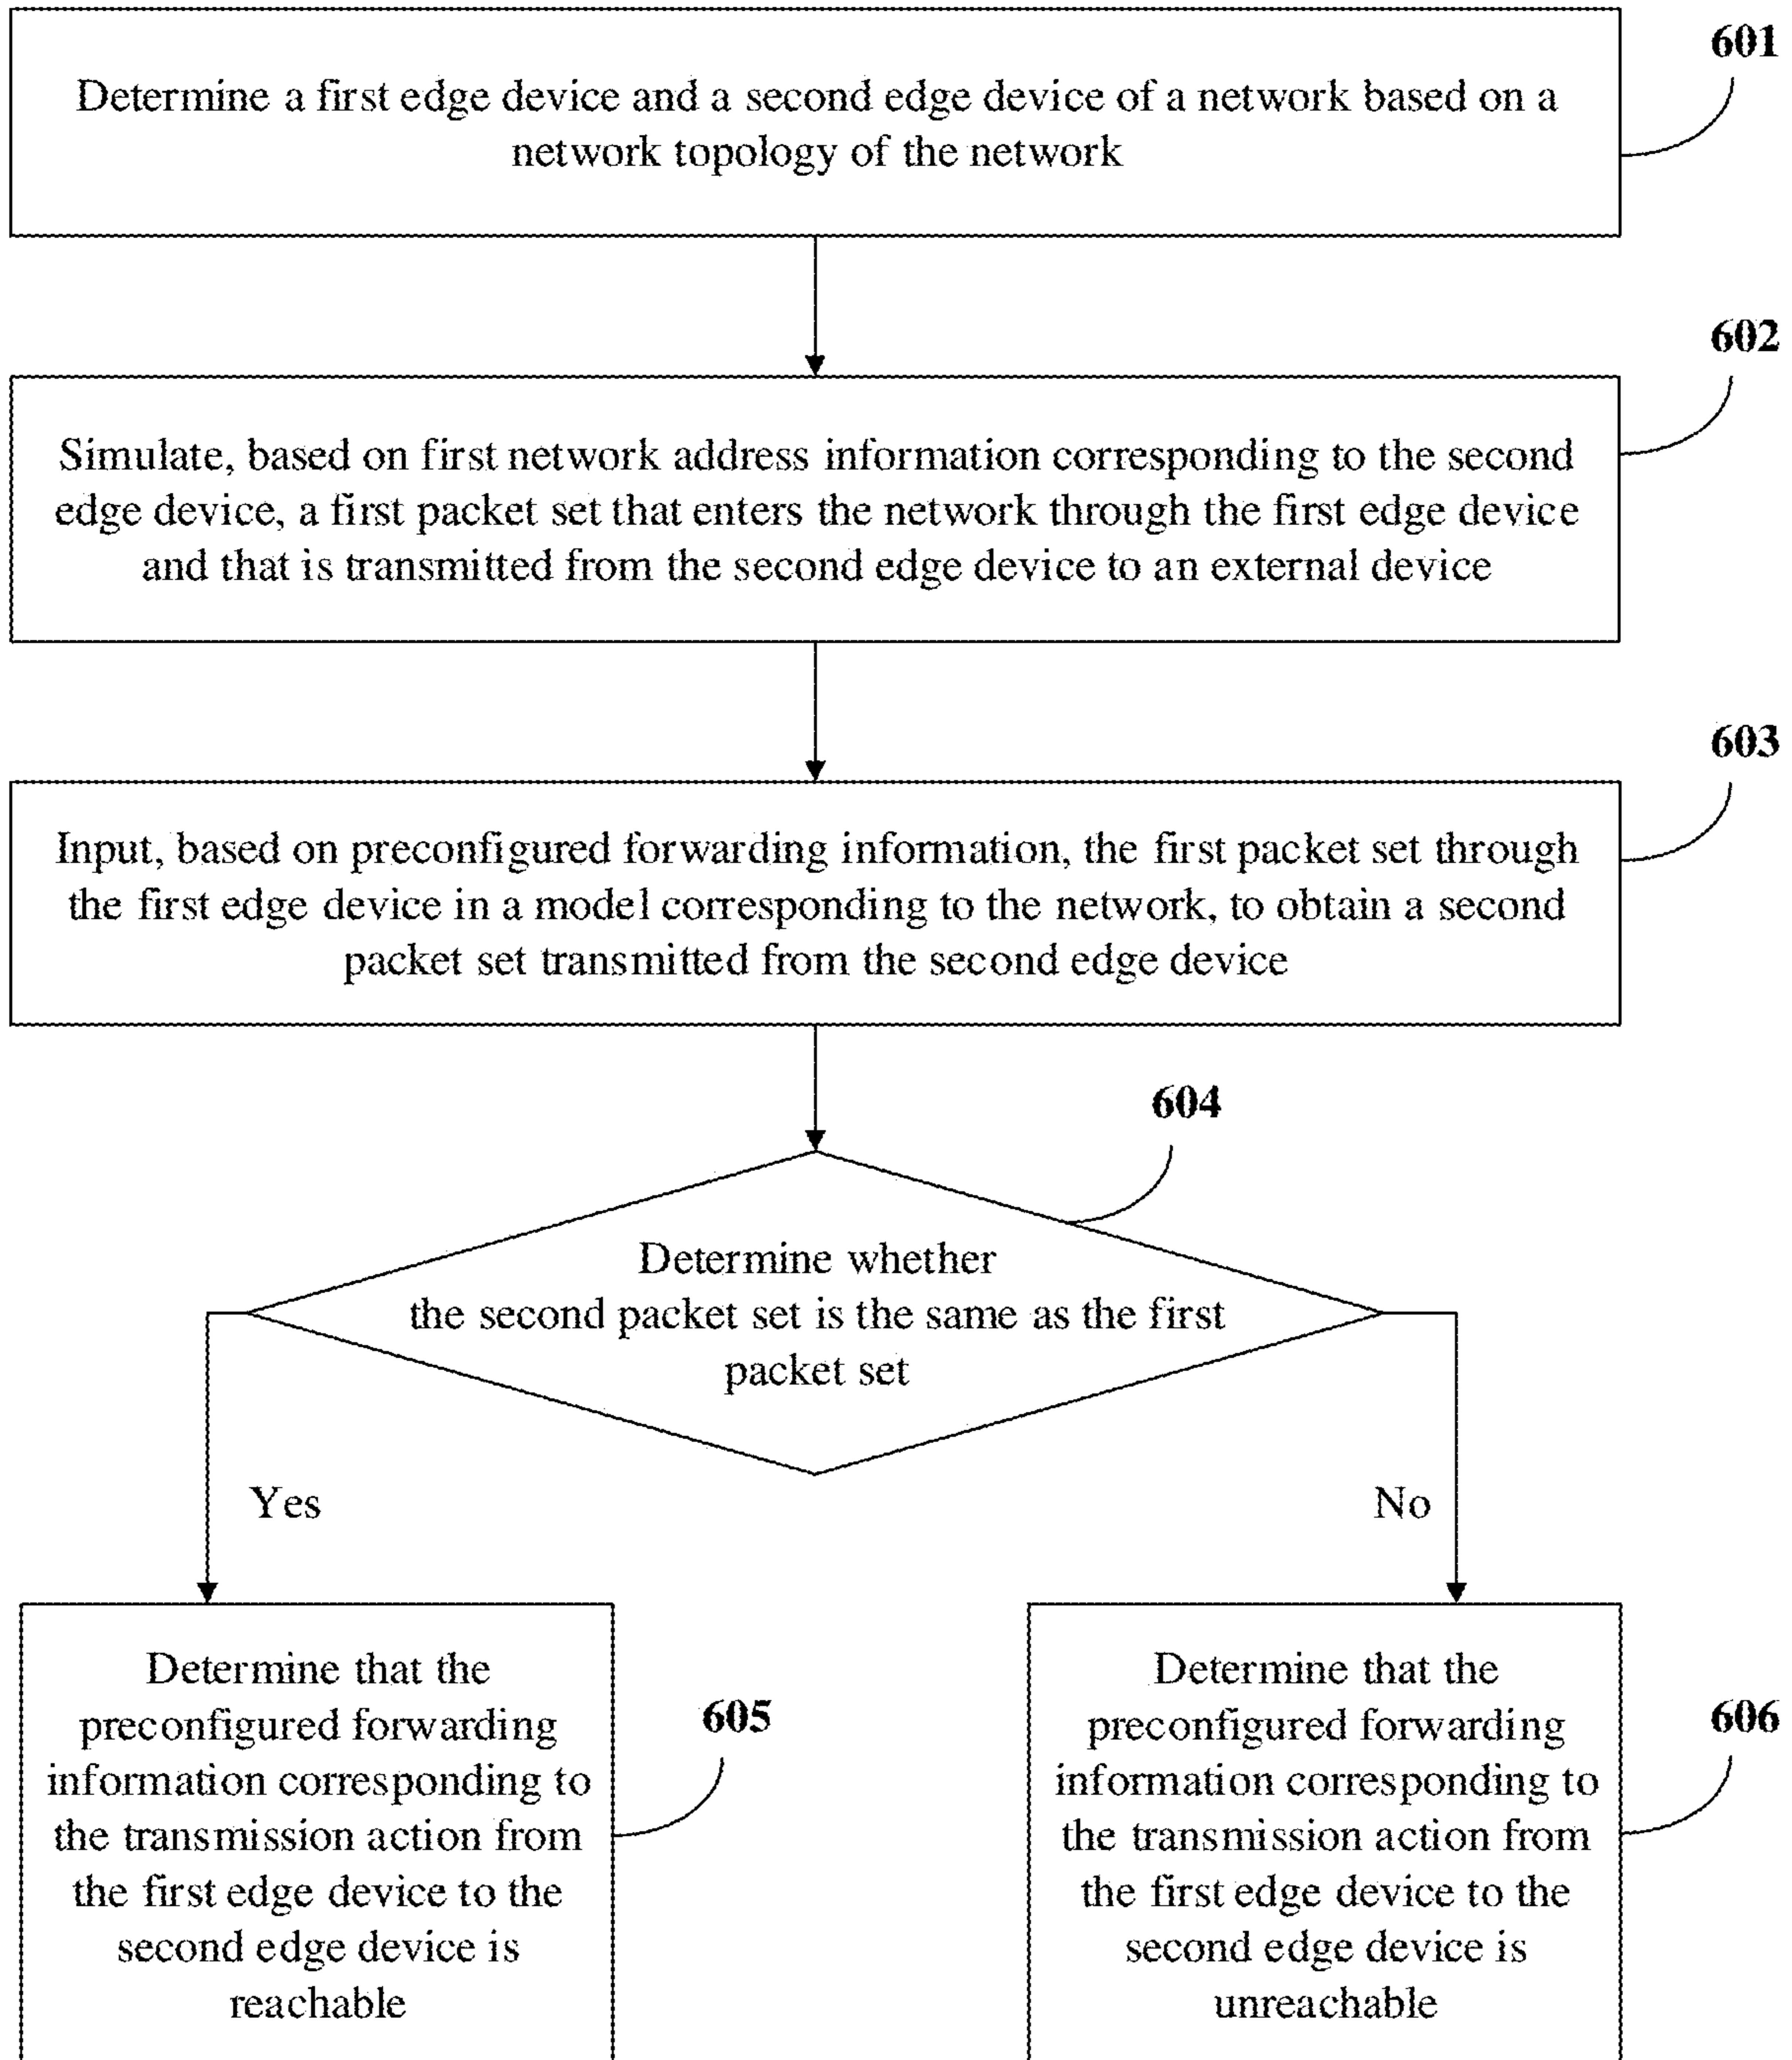 601
Determine a first edge device and a second edge device of a network based on a
network topology of the network
602
Simulate, based on first network address information corresponding to the second
edge device, a first packet set that enters the network through the first edge device
and that is transmitted from the second edge device to an external device
603
Input, based on preconfigured forwarding information, the first packet set through
the first edge device in a model corresponding to the network, to obtain a second
packet set transmitted from the second edge device
604
Determine whether
the second packet set is the same as the first
packet set
Yes
No
Determine that the
preconfigured forwarding
information corresponding to
the transmission action from
the first edge device to the
second edge device is
reachable
605
Determine that the
preconfigured forwarding
information corresponding to
the transmission action from
the first edge device to the
second edge device is
unreachable
606